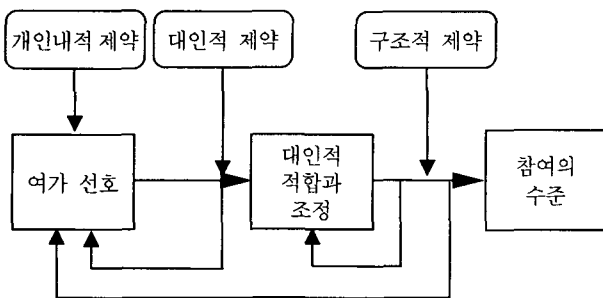 개인내적 제약
대인적 제약
구조적 제약
여가 선호
대인적
적합과
조정
참여의
수준